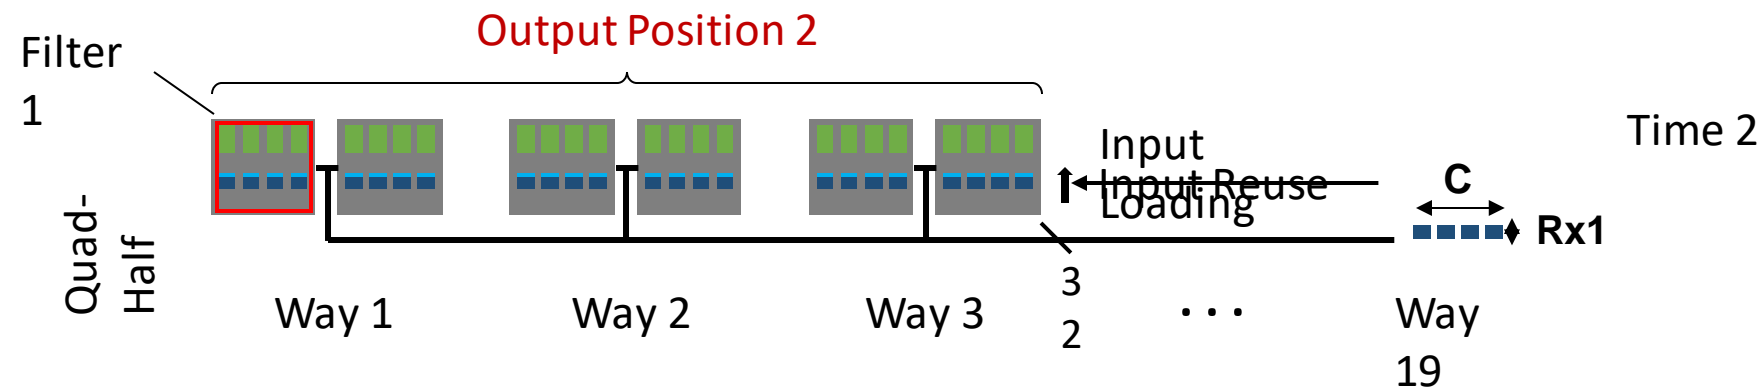 Output Position 2
Filter
1
Time 2
Input
Loading
Input Reuse
C
Rx1
Quad-
Half
3
2
Way 1
Way 2
Way 3
...
Way
19